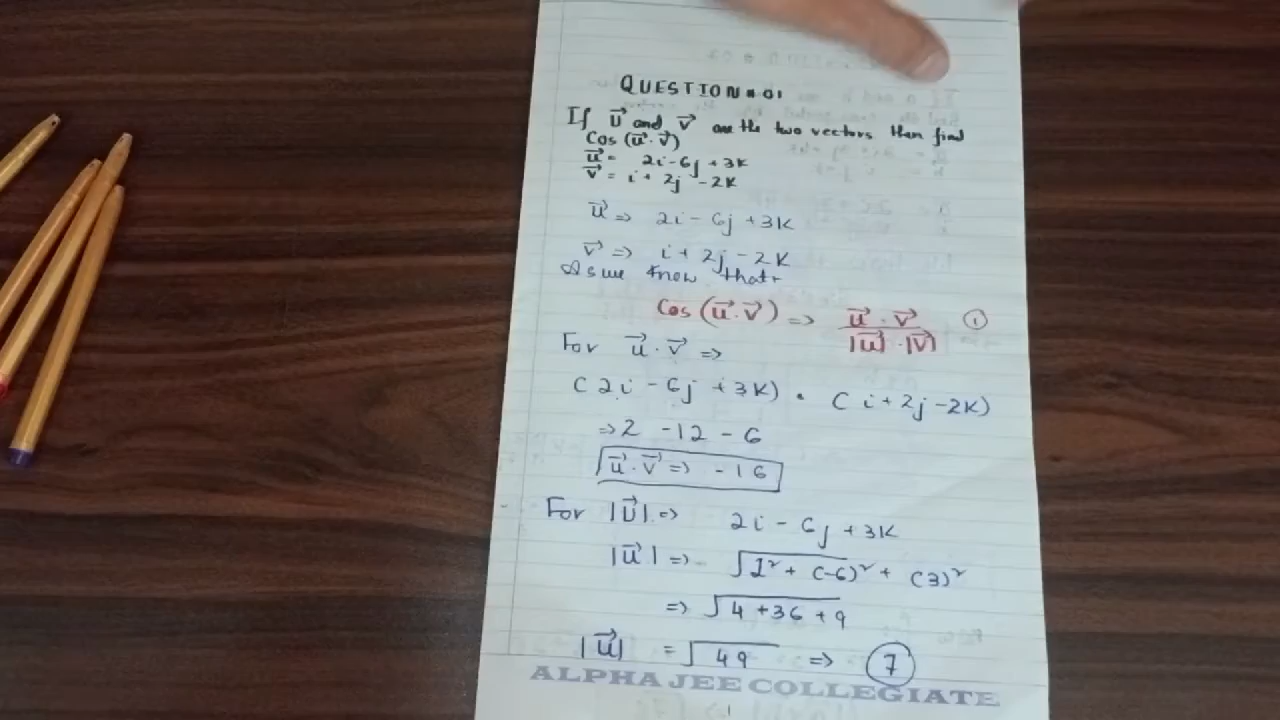 QUESTION # 01
If u⃗ and v⃗ are the two vectors then find
Cos (u⃗ . v⃗)
u⃗ = 2i - 6j + 3k
v⃗ = i + 2j - 2k
u⃗ => 2i - 6j + 3k
v⃗ => i + 2j - 2k
As we know that
Cos (u⃗ . v⃗) => u⃗ . v⃗ / |u⃗| . |v⃗| ①
For u⃗ . v⃗ =>
( 2i - 6j + 3k) . ( i + 2j - 2k)
=> 2 - 12 - 6
u⃗ . v⃗ => - 16
For |u⃗| => 2i - 6j + 3k
|u⃗| => √2² + (-6)² + (3)²
=> √4 + 36 + 9
|u⃗| = √49 => 7
ALPHA JEE COLLEGIATE